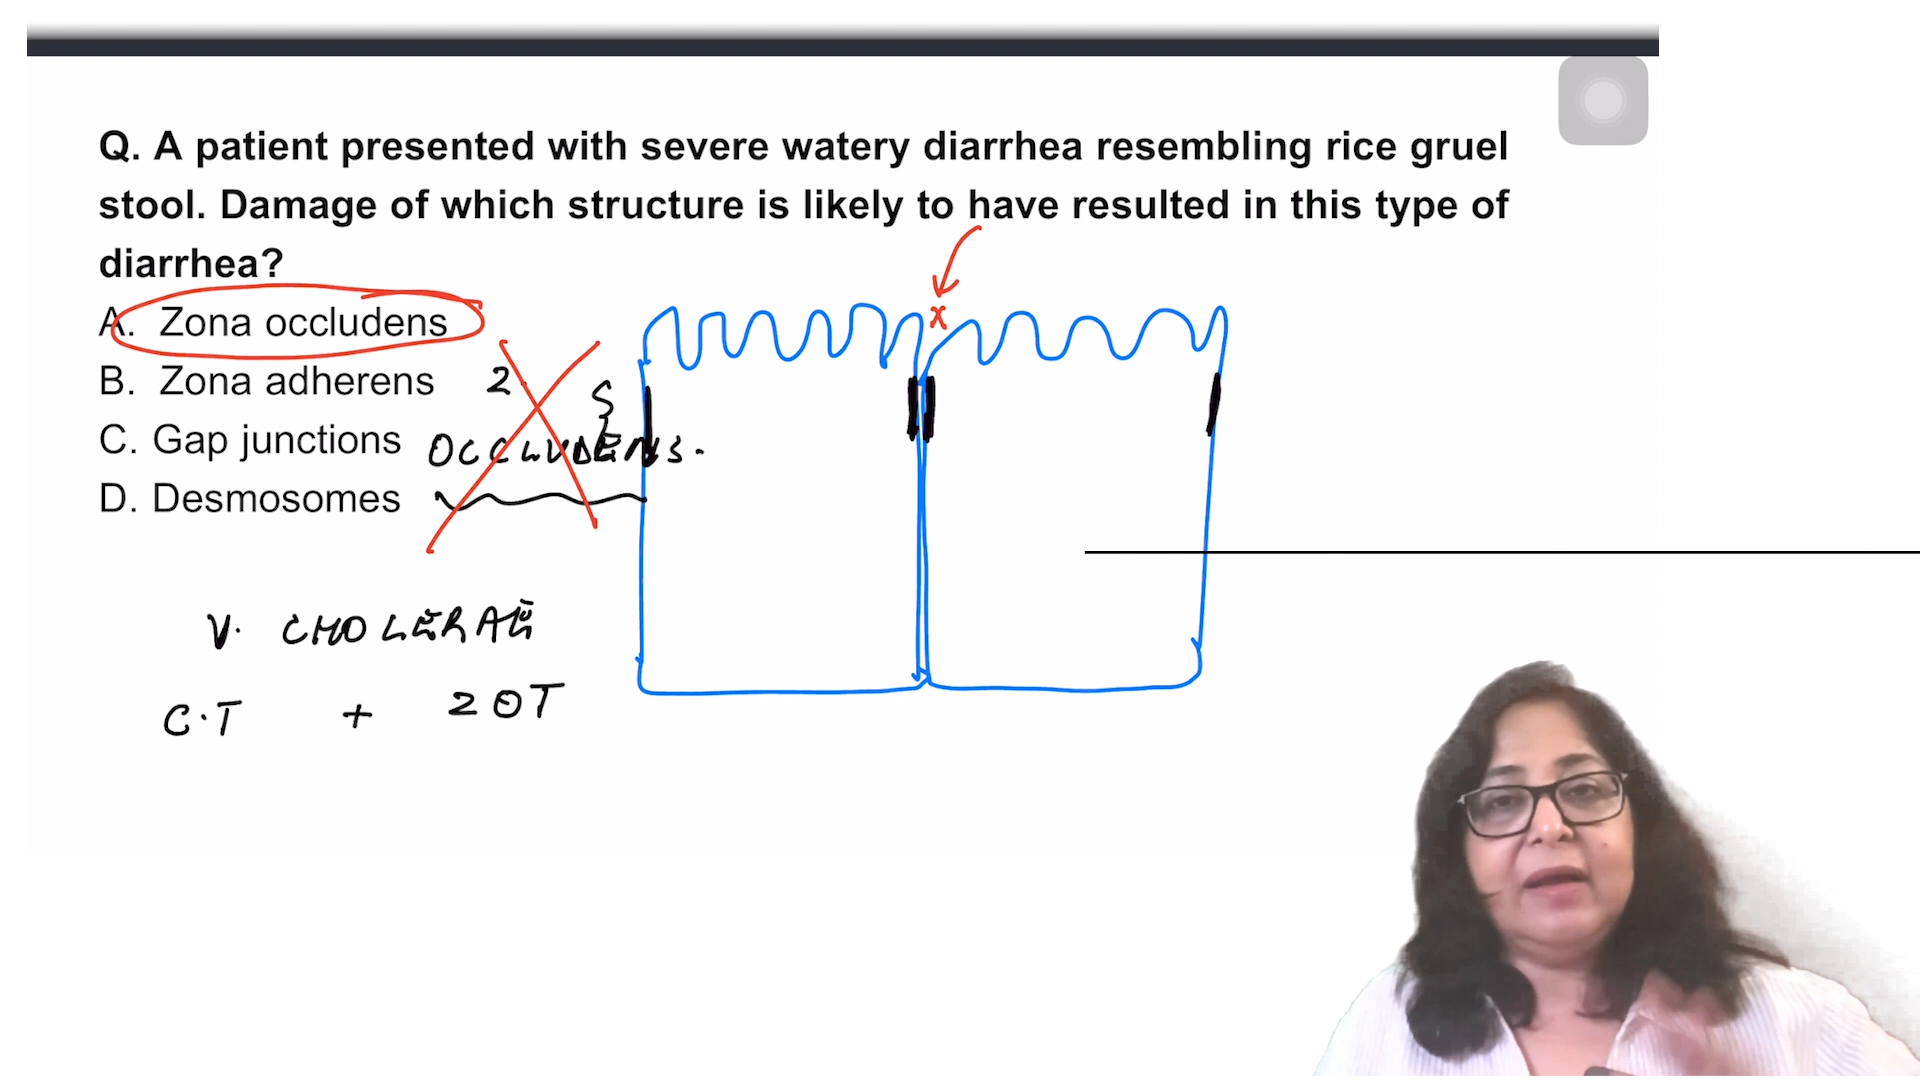 Q. A patient presented with severe watery diarrhea resembling rice gruel
stool. Damage of which structure is likely to have resulted in this type of
diarrhea?
A. Zona occludens
B. Zona adherens
2.
C. Gap junctions
OCCLUDENS.
D. Desmosomes
V. CHOLERAE
C.T + ZOT
x